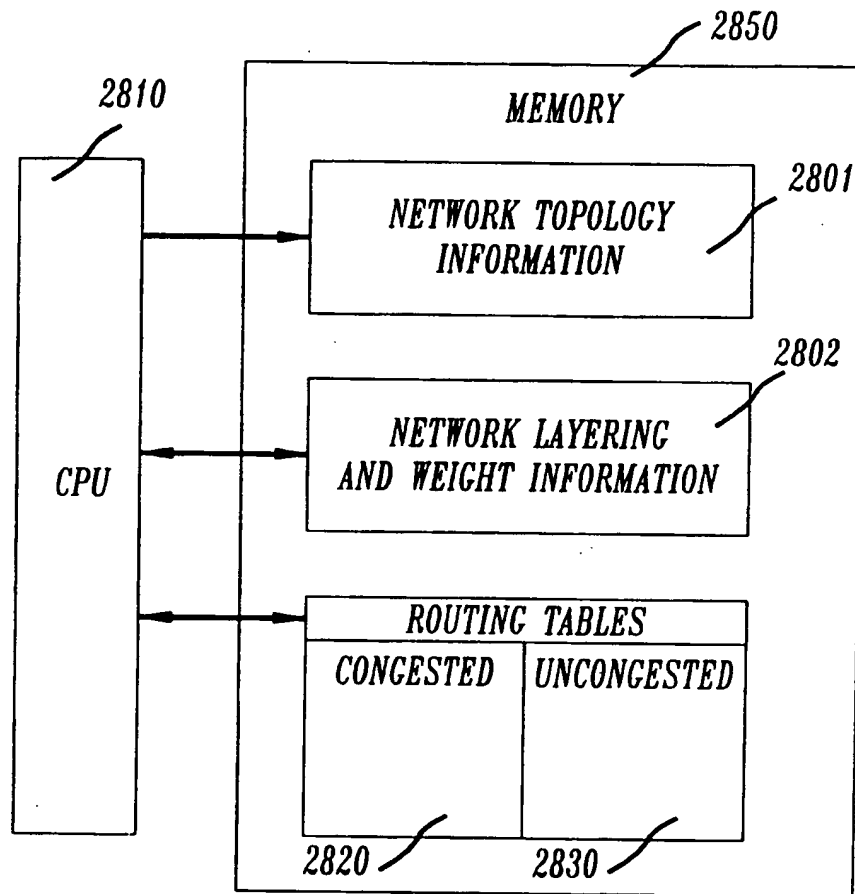 2850
2810
MEMORY
2801
NETWORK TOPOLOGY
INFORMATION
2802
NETWORK LAYERING
AND WEIGHT INFORMATION
CPU
ROUTING TABLES
CONGESTED
UNCONGESTED
2820
2830